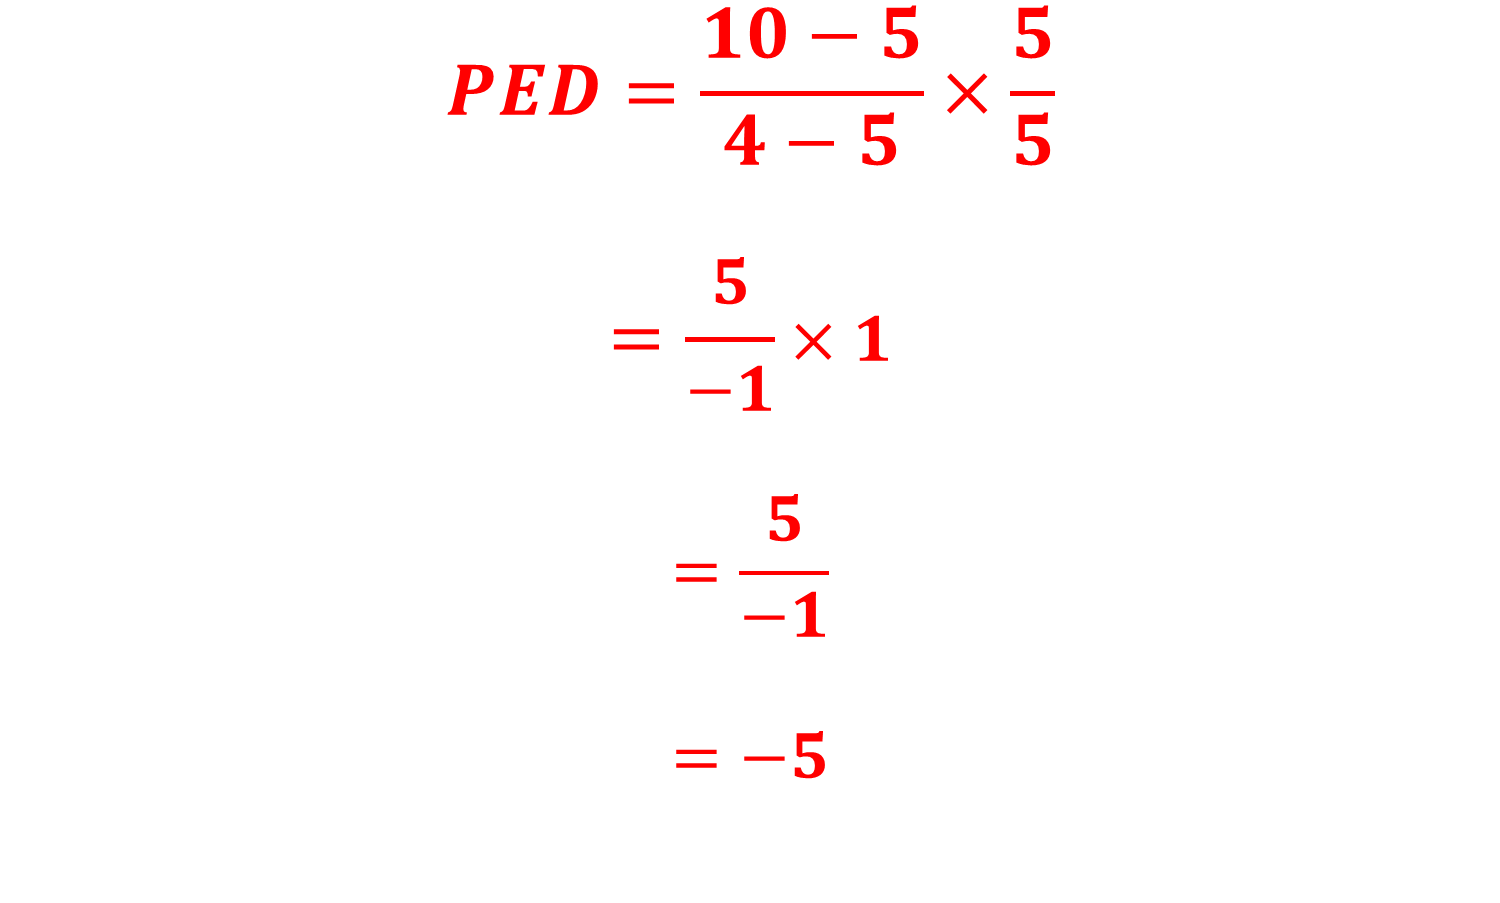 PED = (10 − 5)/(4 − 5) × 5/5
= 5/−1 × 1
= 5/−1
= −5